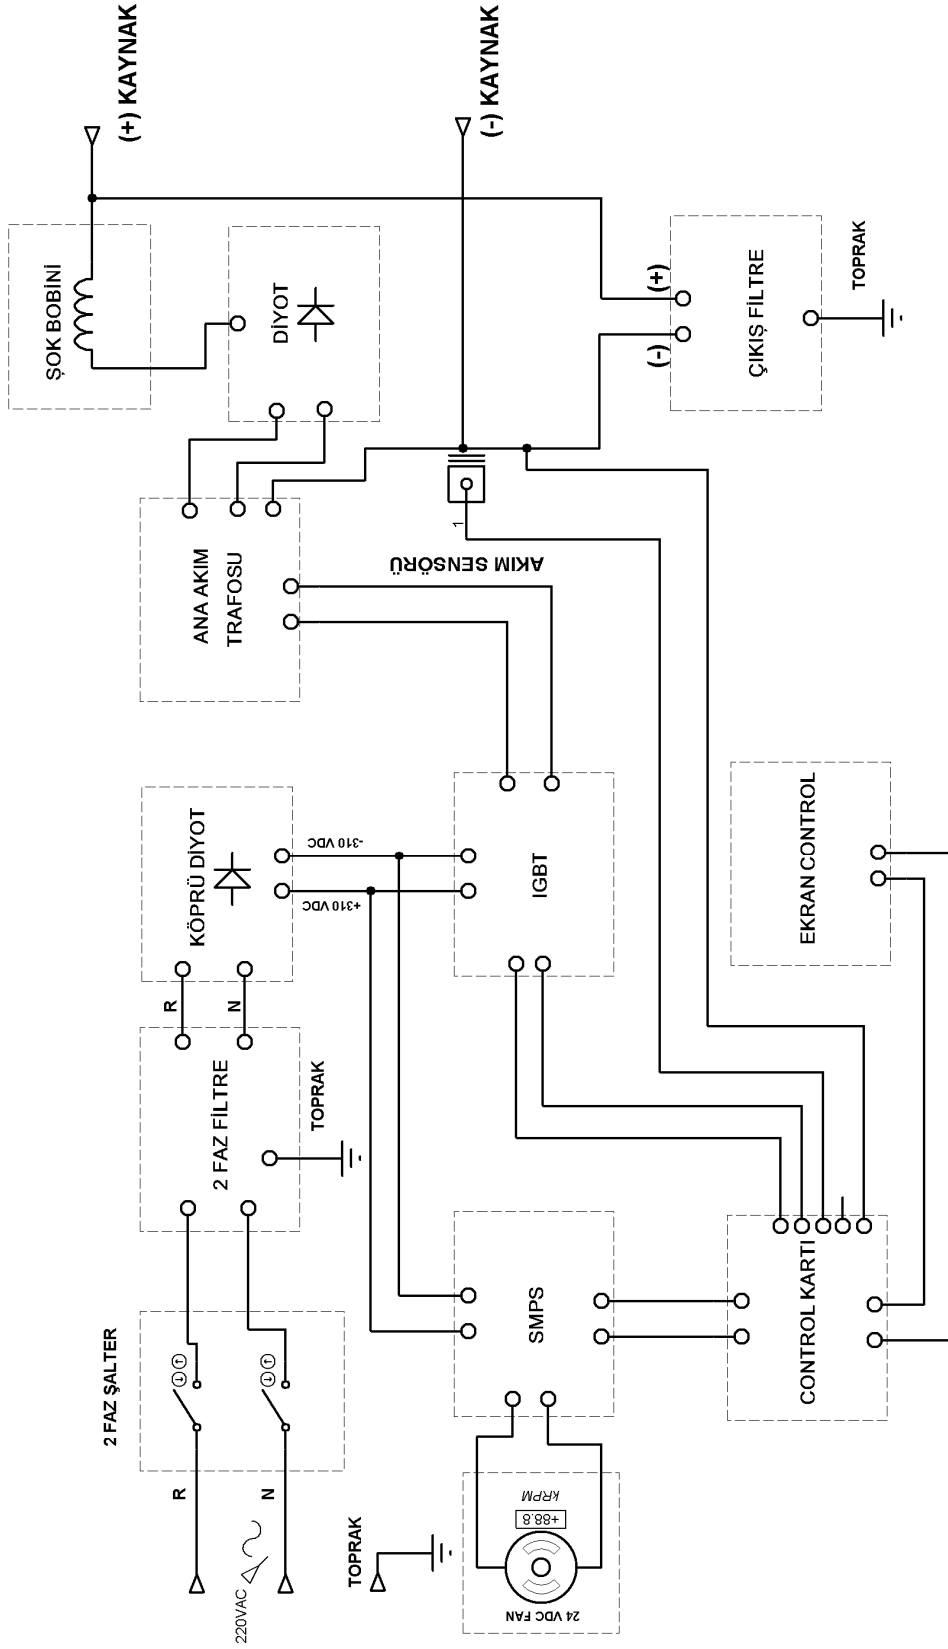 (+) KAYNAK
(-) KAYNAK
ŞOK BOBİNİ
DİYOT
(+)
(-)
ÇIKIŞ FİLTRE
TOPRAK
ANA AKIM
TRAFOSU
1
AKIM SENSÖRÜ
KÖPRÜ DİYOT
-310 VDC
+310 VDC
IGBT
EKRAN CONTROL
R
N
2 FAZ FİLTRE
TOPRAK
2 FAZ ŞALTER
R
N
220VAC
SMPS
CONTROL KARTI
TOPRAK
+88.8
kRPM
24 VDC FAN